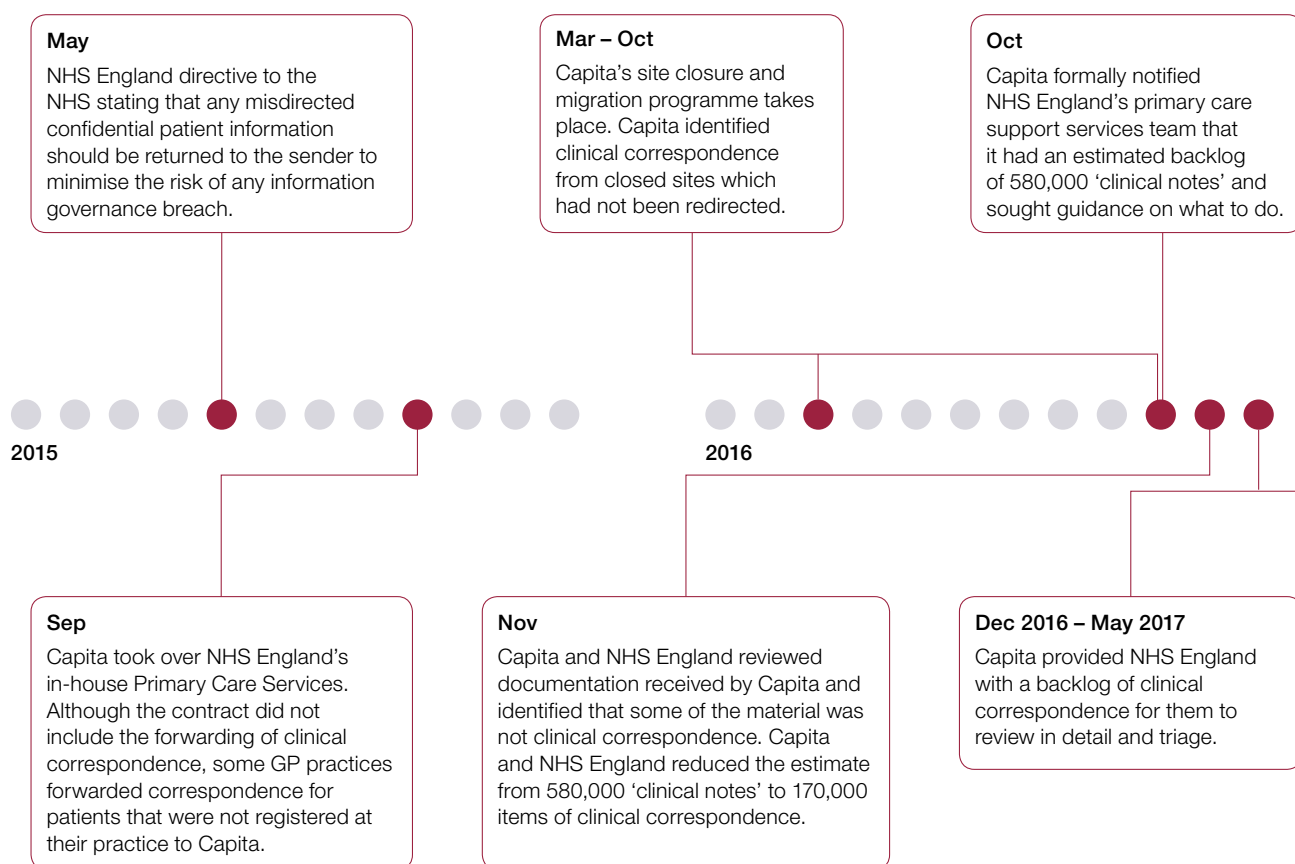 May
NHS England directive to the
NHS stating that any misdirected
confidential patient information
should be returned to the sender to
minimise the risk of any information
governance breach.
Mar – Oct
Capita’s site closure and
migration programme takes
place. Capita identified
clinical correspondence
from closed sites which
had not been redirected.
Oct
Capita formally notified
NHS England’s primary care
support services team that
it had an estimated backlog
of 580,000 ‘clinical notes’ and
sought guidance on what to do.
2015
2016
Sep
Capita took over NHS England’s
in-house Primary Care Services.
Although the contract did not
include the forwarding of clinical
correspondence, some GP practices
forwarded correspondence for
patients that were not registered at
their practice to Capita.
Nov
Capita and NHS England reviewed
documentation received by Capita and
identified that some of the material was
not clinical correspondence. Capita
and NHS England reduced the estimate
from 580,000 ‘clinical notes’ to 170,000
items of clinical correspondence.
Dec 2016 – May 2017
Capita provided NHS England
with a backlog of clinical
correspondence for them to
review in detail and triage.